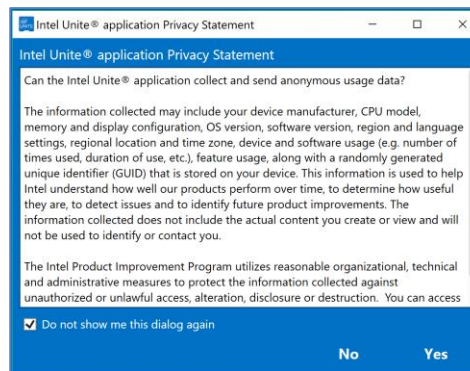 Intel Unite® application Privacy Statement
Intel Unite® application Privacy Statement
Can the Intel Unite® application collect and send anonymous usage data?
The information collected may include your device manufacturer, CPU model,
memory and display configuration, OS version, software version, region and language
settings, regional location and time zone, device and software usage (e.g. number of
times used, duration of use, etc.), feature usage, along with a randomly generated
unique identifier (GUID) that is stored on your device. This information is used to help
Intel understand how well our products perform over time, to determine how useful
they are, to detect issues and to identify future product improvements. The
information collected does not include the actual content you create or view and will
not be used to identify or contact you.
The Intel Product Improvement Program utilizes reasonable organizational, technical
and administrative measures to protect the information collected against
unauthorized or unlawful access, alteration, disclosure or destruction. You can access
Do not show me this dialog again
No Yes